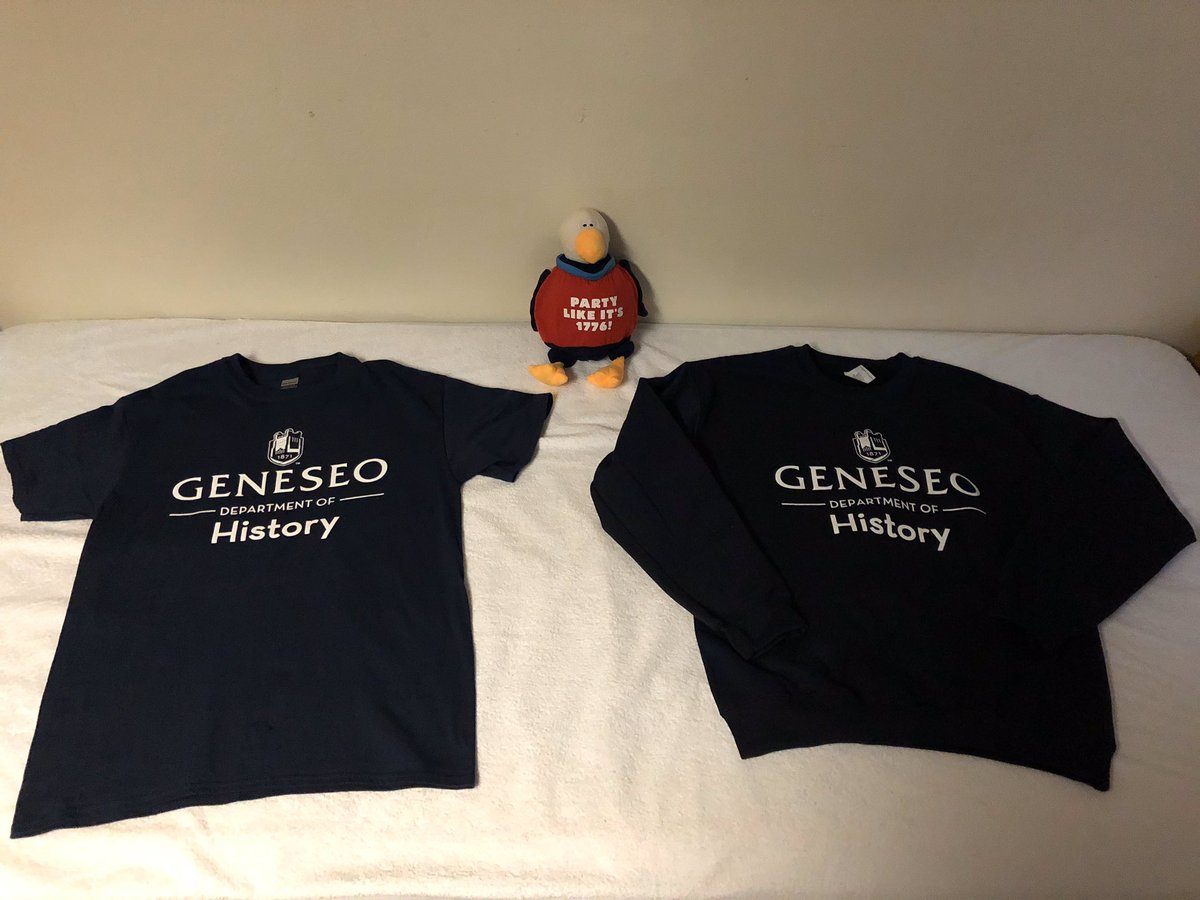 PARTY
LIKE IT'S
1776!
1871
GENESEO
DEPARTMENT OF
History
1871
GENESEO
DEPARTMENT OF
History